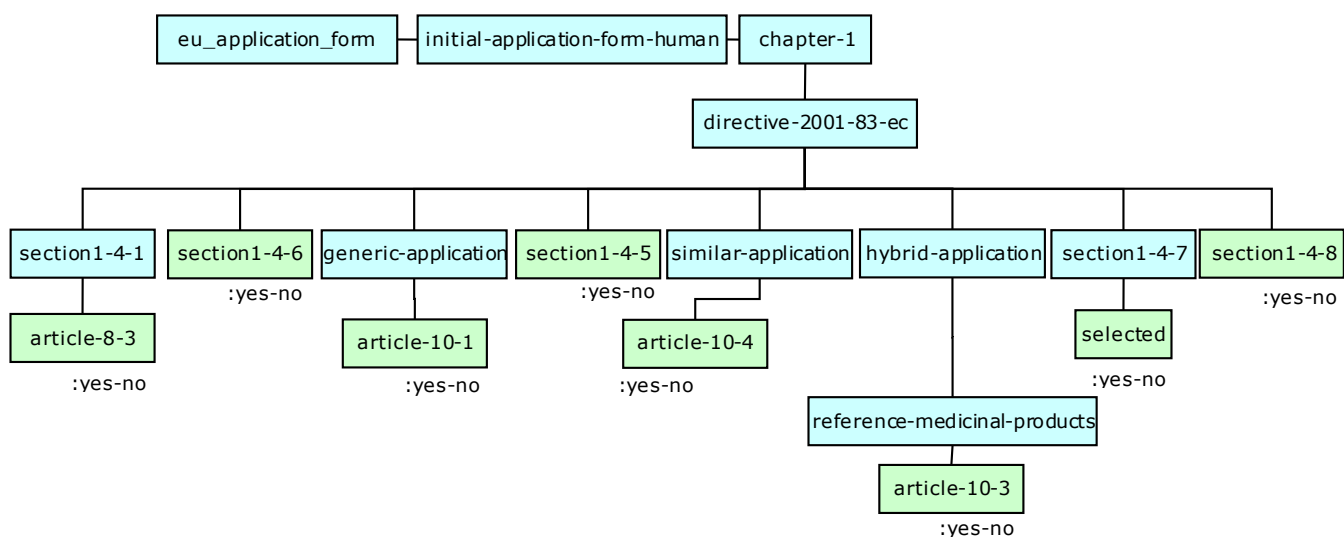 eu_application_form
initial-application-form-human
chapter-1
directive-2001-83-ec
section1-4-1
section1-4-6
generic-application
section1-4-5
similar-application
hybrid-application
section1-4-7
section1-4-8
:yes-no
:yes-no
:yes-no
article-8-3
article-10-1
article-10-4
selected
:yes-no
:yes-no
:yes-no
:yes-no
reference-medicinal-products
article-10-3
:yes-no